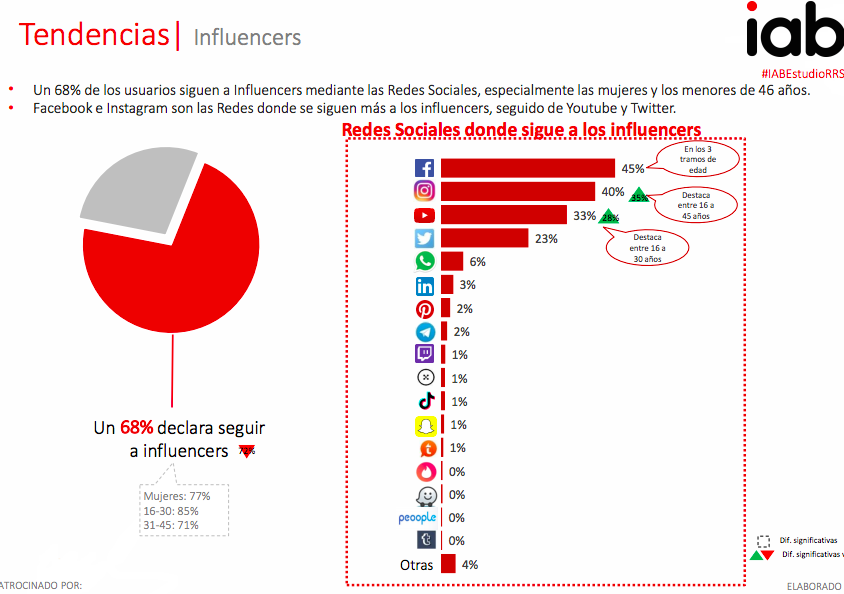 Tendencias| Influencers
iab
#IABEstudioRRS
• Un 68% de los usuarios siguen a Influencers mediante las Redes Sociales, especialmente las mujeres y los menores de 46 años.
• Facebook e Instagram son las Redes donde se siguen más a los influencers, seguido de Youtube y Twitter.
Redes Sociales donde sigue a los influencers
45%
En los 3
tramos de
edad
40%
35%
Destaca
entre 16 a
45 años
33%
28%
Destaca
entre 16 a
30 años
23%
6%
3%
2%
2%
1%
1%
1%
1%
1%
0%
0%
peoople 0%
0%
Otras 4%
Un 68% declara seguir
a influencers 72%
Mujeres: 77%
16-30: 85%
31-45: 71%
Dif. significativas
Dif. significativas v
ATROCINADO POR:
ELABORADO